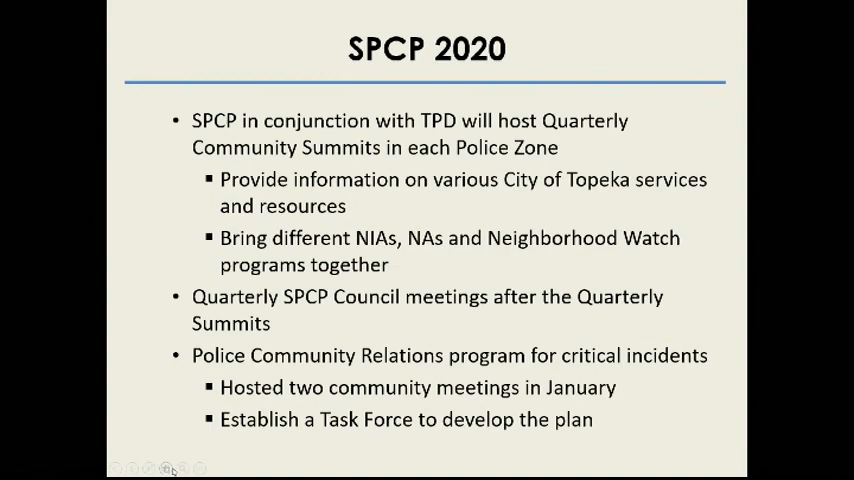 SPCP 2020
• SPCP in conjunction with TPD will host Quarterly
Community Summits in each Police Zone
▪ Provide information on various City of Topeka services
and resources
▪ Bring different NIAs, NAs and Neighborhood Watch
programs together
• Quarterly SPCP Council meetings after the Quarterly
Summits
• Police Community Relations program for critical incidents
▪ Hosted two community meetings in January
▪ Establish a Task Force to develop the plan